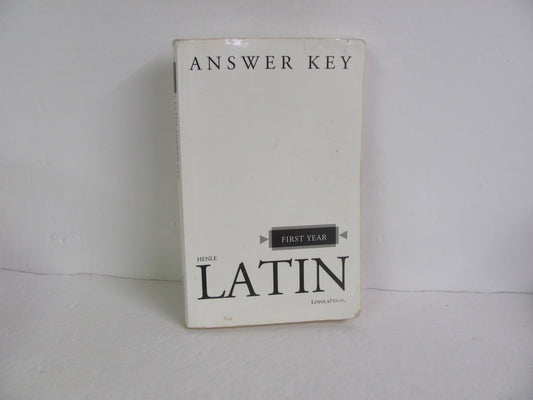 ANSWER KEY
FIRST YEAR
HENLE
LATIN
LOYOLAPRESS.